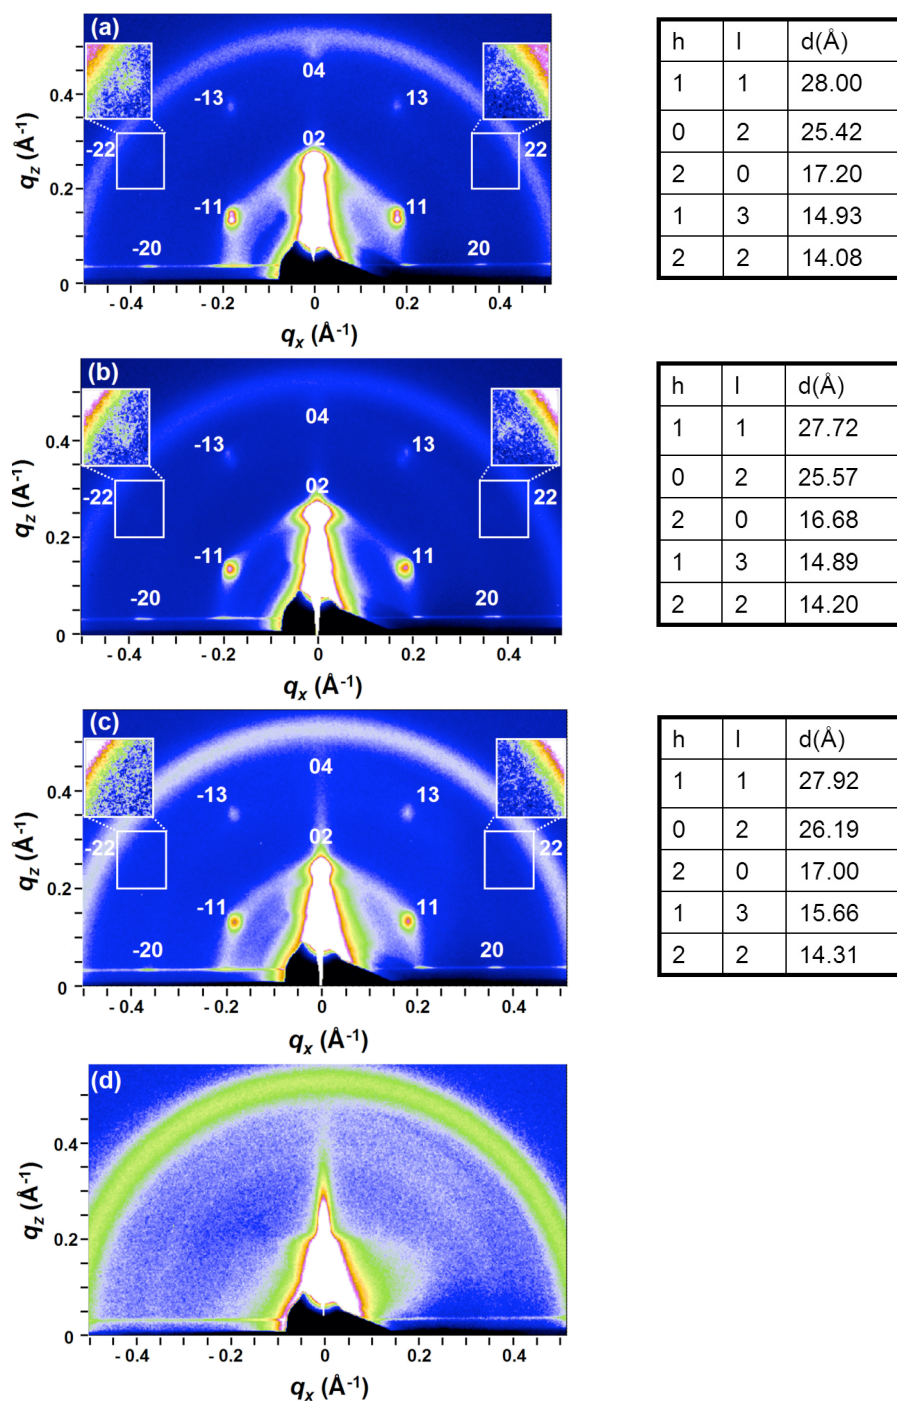 (a)
04
-13 13
0.4
-22 02 22
0.2
-11 11
-20 20
0
- 0.4 - 0.2 0 0.2 0.4
qz (Å-1)
qx (Å-1)
h l d(Å)
1 1 28.00
0 2 25.42
2 0 17.20
1 3 14.93
2 2 14.08
(b)
04
-13 13
0.4
-22 02 22
0.2
-11 11
-20 20
0
- 0.4 - 0.2 0 0.2 0.4
qz (Å-1)
qx (Å-1)
h l d(Å)
1 1 27.72
0 2 25.57
2 0 16.68
1 3 14.89
2 2 14.20
(c)
04
-13 13
0.4
-22 02 22
0.2
-11 11
-20 20
0
- 0.4 - 0.2 0 0.2 0.4
qz (Å-1)
qx (Å-1)
h l d(Å)
1 1 27.92
0 2 26.19
2 0 17.00
1 3 15.66
2 2 14.31
(d)
0.4
0.2
0
- 0.4 - 0.2 0 0.2 0.4
qz (Å-1)
qx (Å-1)